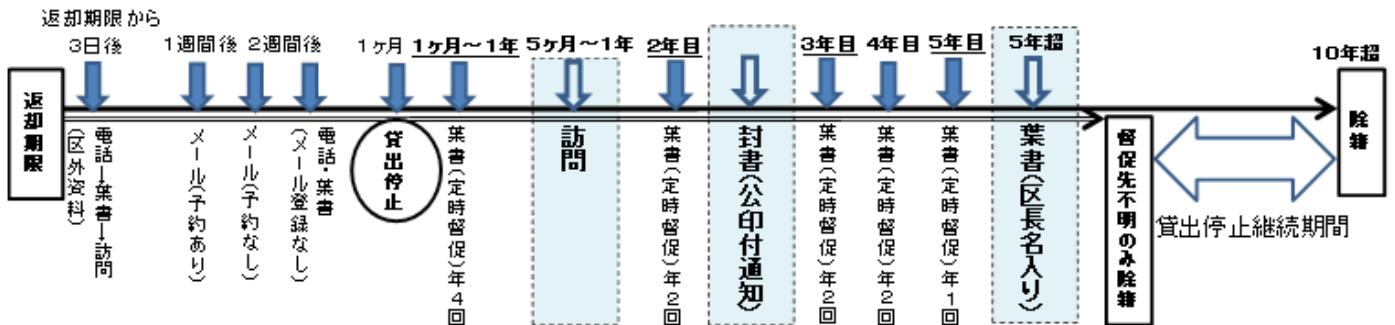 返却期限から
3日後
1週間後
2週間後
1ヶ月
1ヶ月～1年
5ヶ月～1年
2年目
3年目
4年目
5年目
5年超
10年超
返却期限
電話→葉書→訪問
(区外資料)
メール(予約あり)
メール(予約なし)
電話・葉書
(メール登録なし)
貸出停止
葉書(定時督促)年4回
訪問
葉書(定時督促)年2回
封書(公印付通知)
葉書(定時督促)年2回
葉書(定時督促)年2回
葉書(定時督促)年1回
葉書(区長名入り)
督促先不明のみ除籍
貸出停止継続期間
除籍